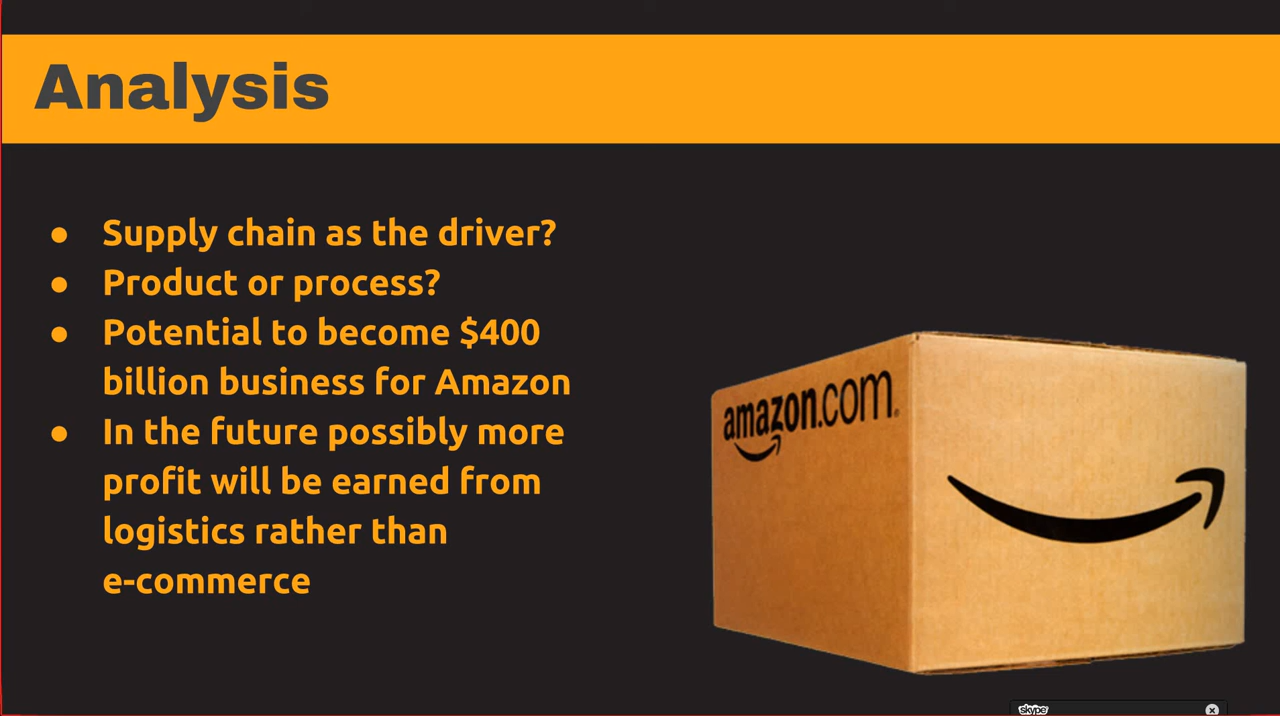 Analysis
Supply chain as the driver?
Product or process?
Potential to become $400
billion business for Amazon
In the future possibly more
profit will be earned from
logistics rather than
e-commerce
amazon.com
skype